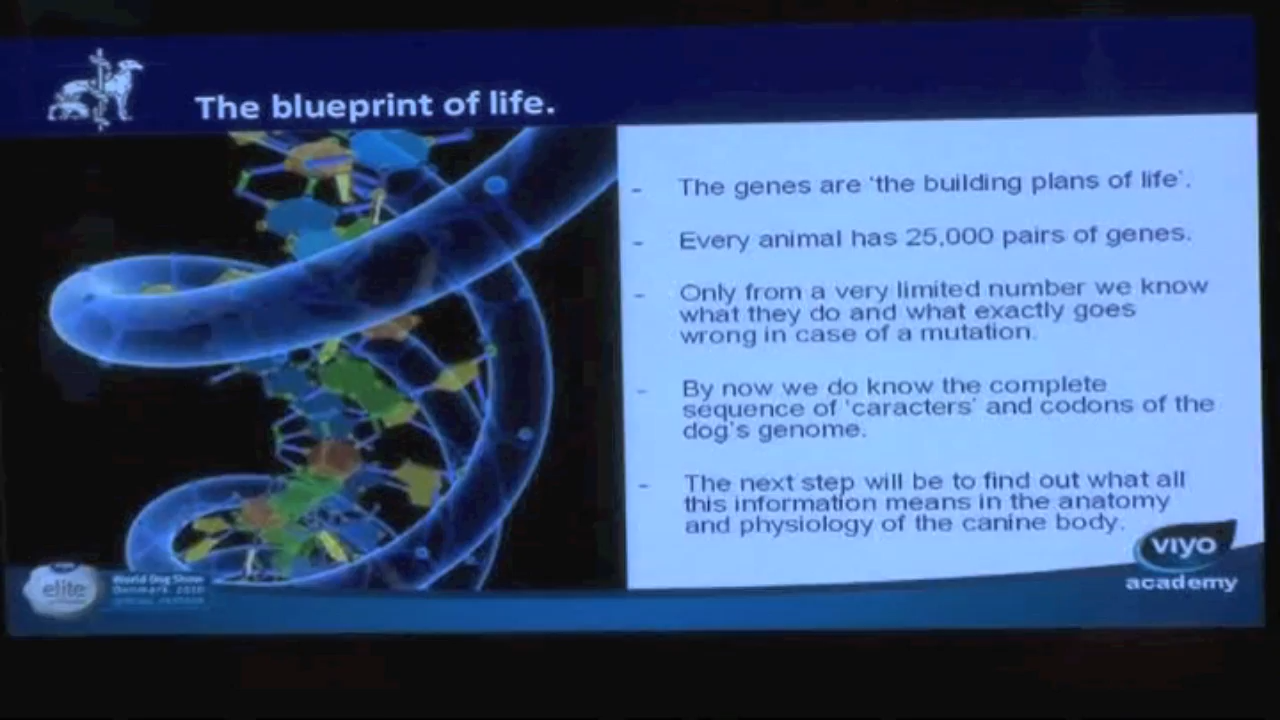 The blueprint of life.
- The genes are ‘the building plans of life’.
- Every animal has 25,000 pairs of genes.
- Only from a very limited number we know
what they do and what exactly goes
wrong in case of a mutation.
- By now we do know the complete
sequence of ‘caracters’ and codons of the
dog’s genome.
- The next step will be to find out what all
this information means in the anatomy
and physiology of the canine body.
viyo
academy
elite
World Dog Show
Denmark, 2010